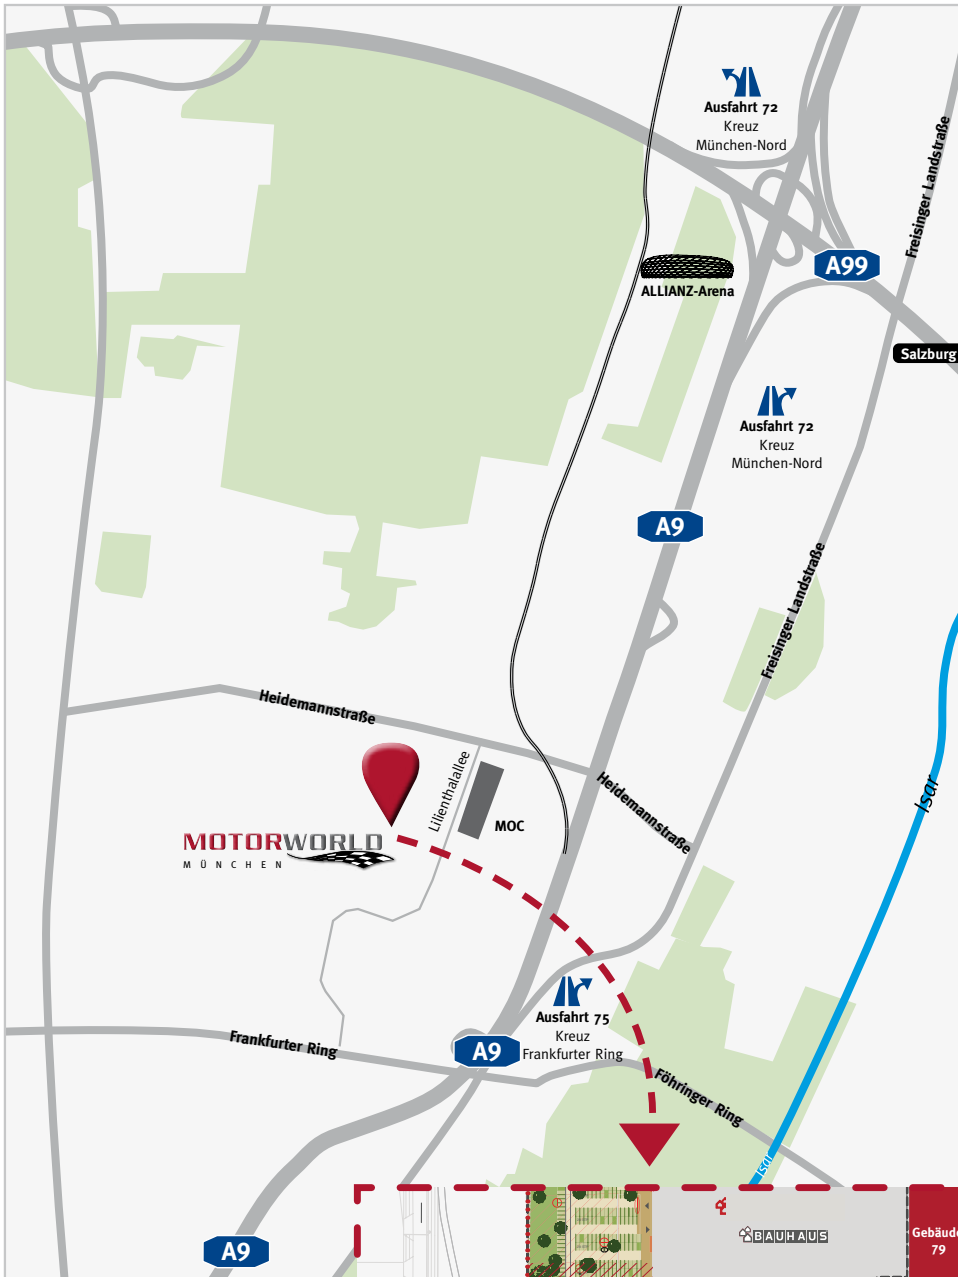 Ausfahrt 72
Kreuz
München-Nord
Freisinger Landstraße
A99
ALLIANZ-Arena
Salzburg
Ausfahrt 72
Kreuz
München-Nord
A9
Freisinger Landstraße
Heidemannstraße
Lilienthalallee
Heidemannstraße
Isar
MOC
MOTORWORLD
MÜNCHEN
Ausfahrt 75
Kreuz
Frankfurter Ring
Frankfurter Ring
A9
Föhringer Ring
Isar
A9
BAUHAUS
Gebäude
79